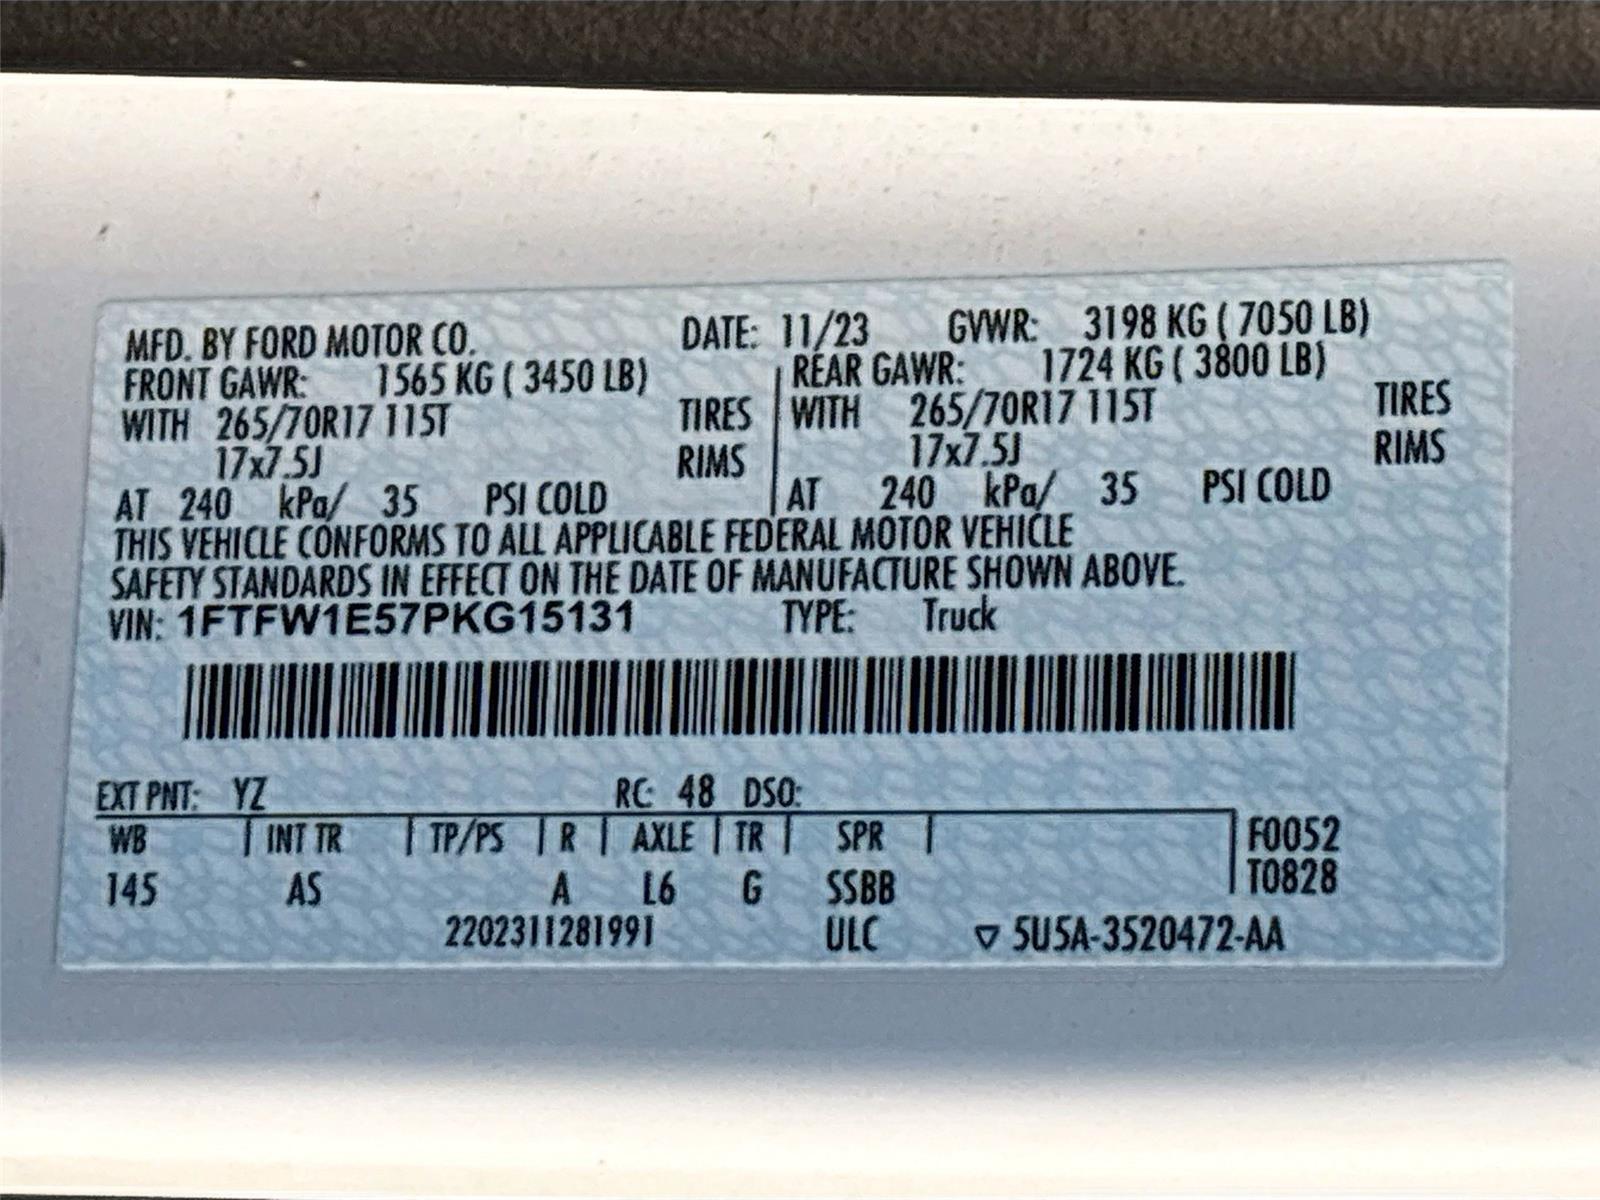 MFD. BY FORD MOTOR CO. DATE: 11/23 GVWR: 3198 KG ( 7050 LB)
FRONT GAWR: 1565 KG ( 3450 LB) REAR GAWR: 1724 KG ( 3800 LB)
WITH 265/70R17 115T TIRES WITH 265/70R17 115T TIRES
17x7.5J RIMS 17x7.5J RIMS
AT 240 kPa/ 35 PSI COLD AT 240 kPa/ 35 PSI COLD
THIS VEHICLE CONFORMS TO ALL APPLICABLE FEDERAL MOTOR VEHICLE
SAFETY STANDARDS IN EFFECT ON THE DATE OF MANUFACTURE SHOWN ABOVE.
VIN: 1FTFW1E57PKG15131 TYPE: Truck
EXT PNT: YZ RC: 48 DSO:
WB INT TR TP/PS R AXLE TR SPR F0052
145 AS A L6 G SSBB T0828
2202311281991 ULC ▽ 5U5A-3520472-AA